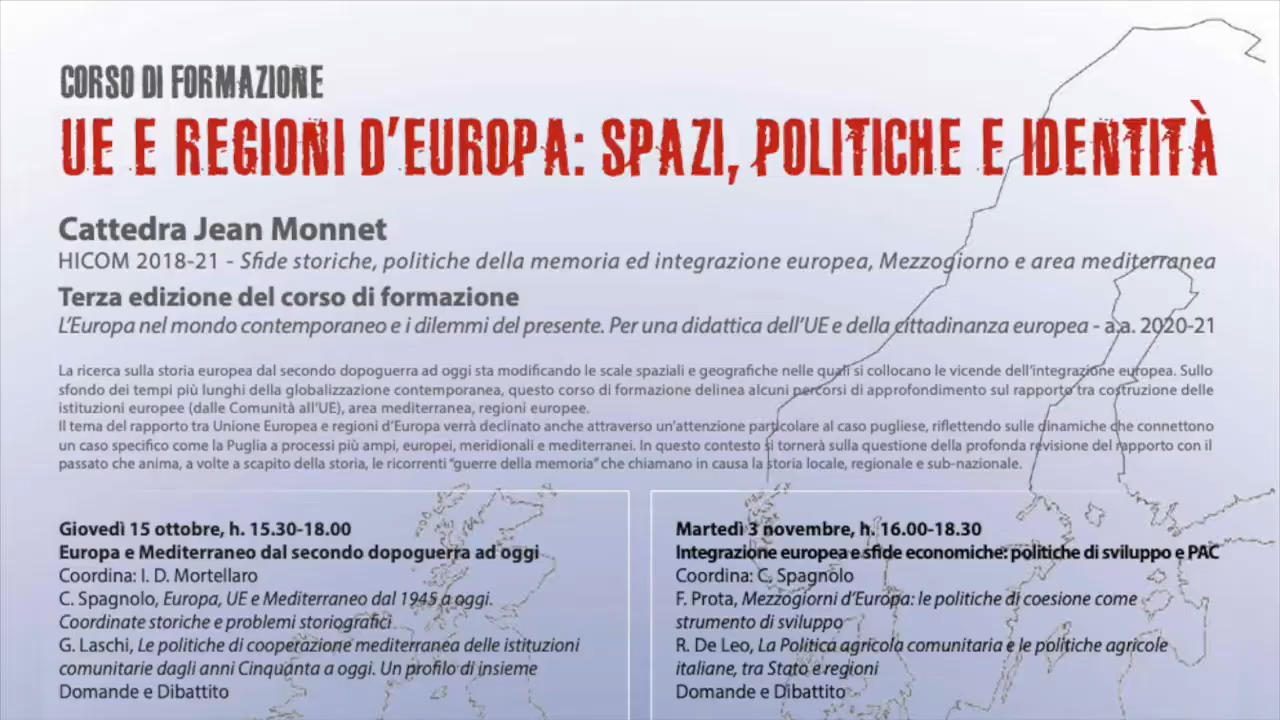 CORSO DI FORMAZIONE
UE E REGIONI D'EUROPA: SPAZI, POLITICHE E IDENTITÀ
Cattedra Jean Monnet
HICOM 2018-21 - Sfide storiche, politiche della memoria ed integrazione europea, Mezzogiorno e area mediterranea
Terza edizione del corso di formazione
L'Europa nel mondo contemporaneo e i dilemmi del presente. Per una didattica dell'UE e della cittadinanza europea - a.a. 2020-21
La ricerca sulla storia europea dal secondo dopoguerra ad oggi sta modificando le scale spaziali e geografiche nelle quali si collocano le vicende dell'integrazione europea. Sullo
sfondo dei tempi più lunghi della globalizzazione contemporanea, questo corso di formazione delinea alcuni percorsi di approfondimento sul rapporto tra costruzione delle
istituzioni europee (dalle Comunità all'UE), area mediterranea, regioni europee.
Il tema del rapporto tra Unione Europea e regioni d'Europa verrà declinato anche attraverso un'attenzione particolare al caso pugliese, riflettendo sulle dinamiche che connettono
un caso specifico come la Puglia a processi più ampi, europei, meridionali e mediterranei. In questo contesto si tornerà sulla questione della profonda revisione del rapporto con il
passato che anima, a volte a scapito della storia, le ricorrenti "guerre della memoria" che chiamano in causa la storia locale, regionale e sub-nazionale.
Giovedì 15 ottobre, h. 15.30-18.00
Europa e Mediterraneo dal secondo dopoguerra ad oggi
Coordina: I. D. Mortellaro
C. Spagnolo, Europa, UE e Mediterraneo dal 1945 a oggi.
Coordinate storiche e problemi storiografici
G. Laschi, Le politiche di cooperazione mediterranea delle istituzioni
comunitarie dagli anni Cinquanta a oggi. Un profilo di insieme
Domande e Dibattito
Martedì 3 novembre, h. 16.00-18.30
Integrazione europea e sfide economiche: politiche di sviluppo e PAC
Coordina: C. Spagnolo
F. Prota, Mezzogiorni d'Europa: le politiche di coesione come
strumento di sviluppo
R. De Leo, La Politica agricola comunitaria e le politiche agricole
italiane, tra Stato e regioni
Domande e Dibattito